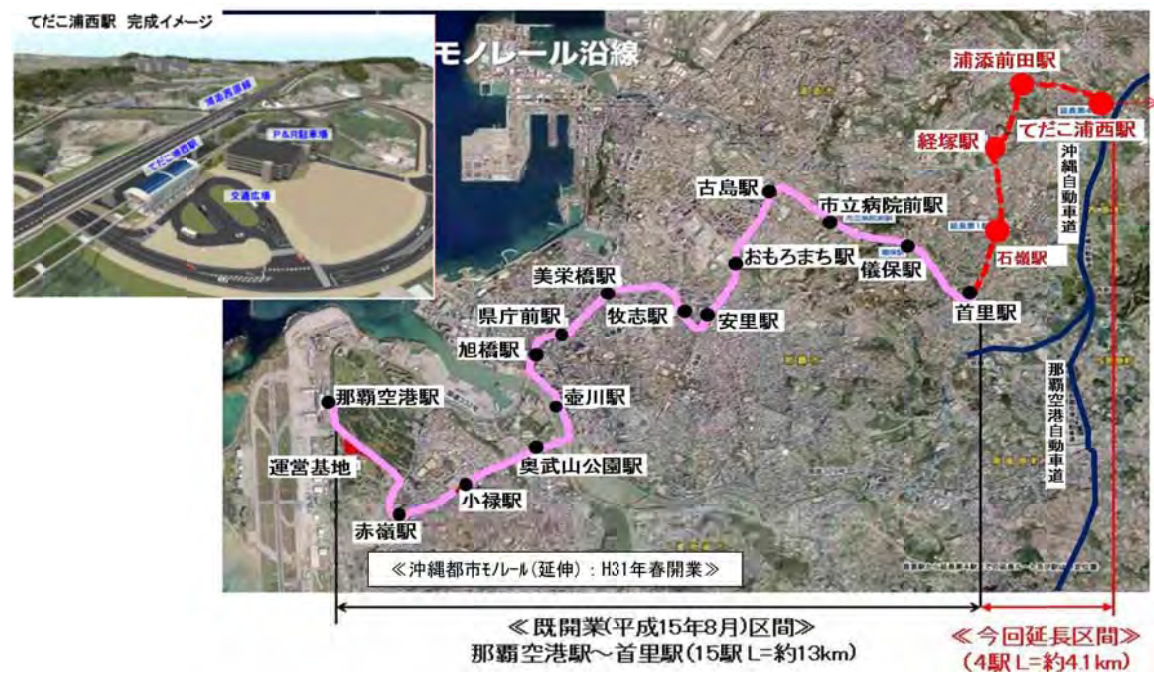 てだこ浦西駅 完成イメージ
浦添西原線
P&R駐車場
てだこ浦西駅
交通広場
モノレール沿線
浦添前田駅
てだこ浦西駅
経塚駅
沖縄自動車道
古島駅
市立病院前駅
石嶺駅
おもろまち駅
儀保駅
美栄橋駅
首里駅
県庁前駅
牧志駅
安里駅
旭橋駅
那覇空港駅
壺川駅
那覇空港自動車道
運営基地
奥武山公園駅
小禄駅
赤嶺駅
≪沖縄都市モノレール(延伸):H31年春開業≫
≪既開業(平成15年8月)区間≫
那覇空港駅～首里駅(15駅 L=約13km)
≪今回延長区間≫
(4駅 L=約4.1km)